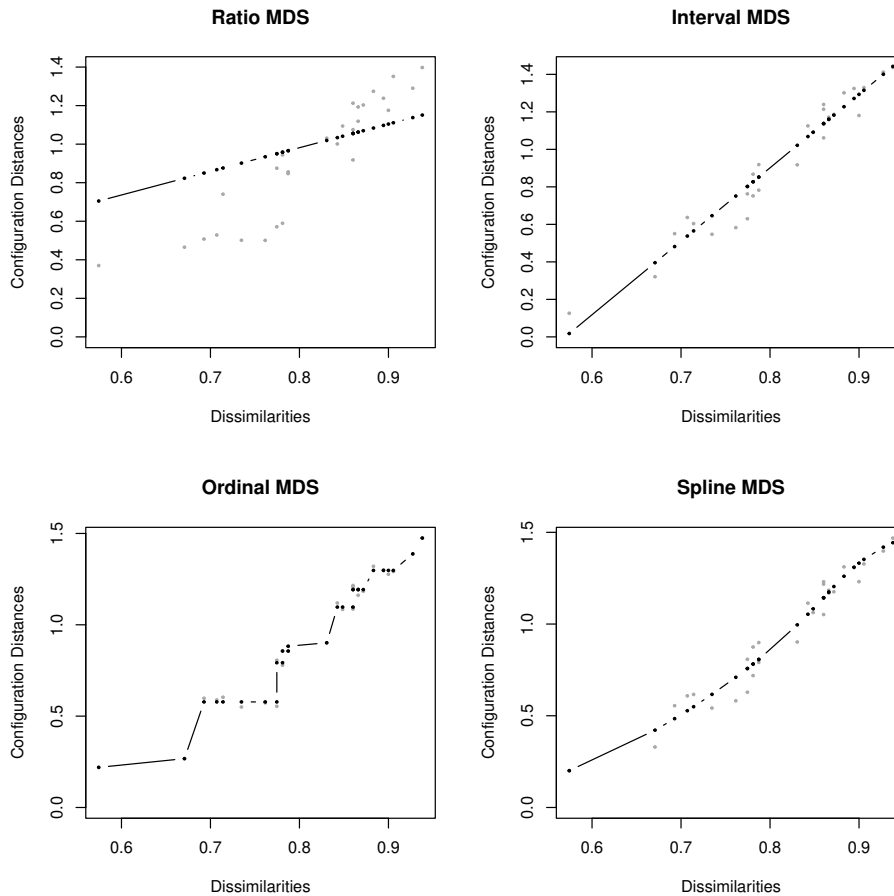 Ratio MDS
Configuration Distances
0.0 0.2 0.4 0.6 0.8 1.0 1.2 1.4
0.6 0.7 0.8 0.9
Dissimilarities
Interval MDS
Configuration Distances
0.0 0.2 0.4 0.6 0.8 1.0 1.2 1.4
0.6 0.7 0.8 0.9
Dissimilarities
Ordinal MDS
Configuration Distances
0.0 0.5 1.0 1.5
0.6 0.7 0.8 0.9
Dissimilarities
Spline MDS
Configuration Distances
0.0 0.5 1.0 1.5
0.6 0.7 0.8 0.9
Dissimilarities